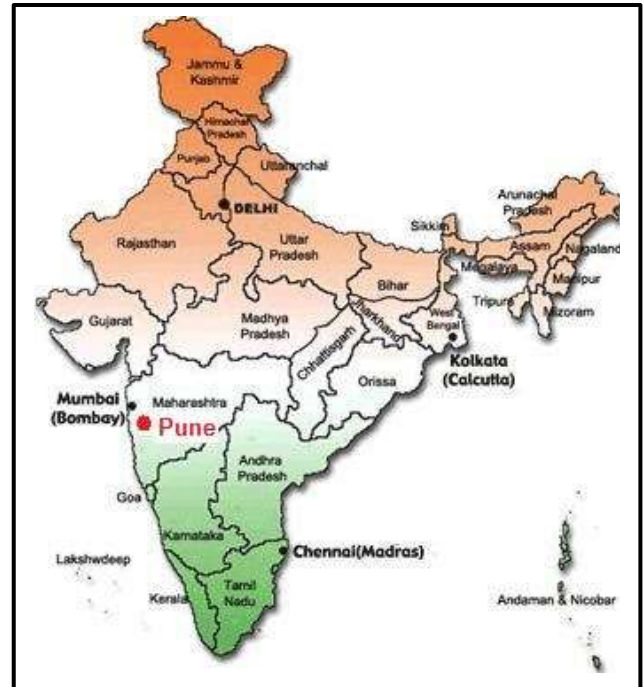 Jammu &
Kashmir
Himachal
Pradesh
Punjab
Uttaranchal
DELHI
Rajasthan
Uttar
Pradesh
Bihar
Sikkim
Arunachal
Pradesh
Assam
Nagaland
Megalaya
Manipur
Tripura
Mizoram
Gujarat
Madhya
Pradesh
Jharkhand
West
Bengal
Chhattisgarh
Kolkata
(Calcutta)
Orissa
Mumbai
(Bombay)
Maharashtra
Pune
Andhra
Pradesh
Goa
Karnataka
Chennai(Madras)
Lakshwdeep
Kerala
Tamil
Nadu
Andaman & Nicobar